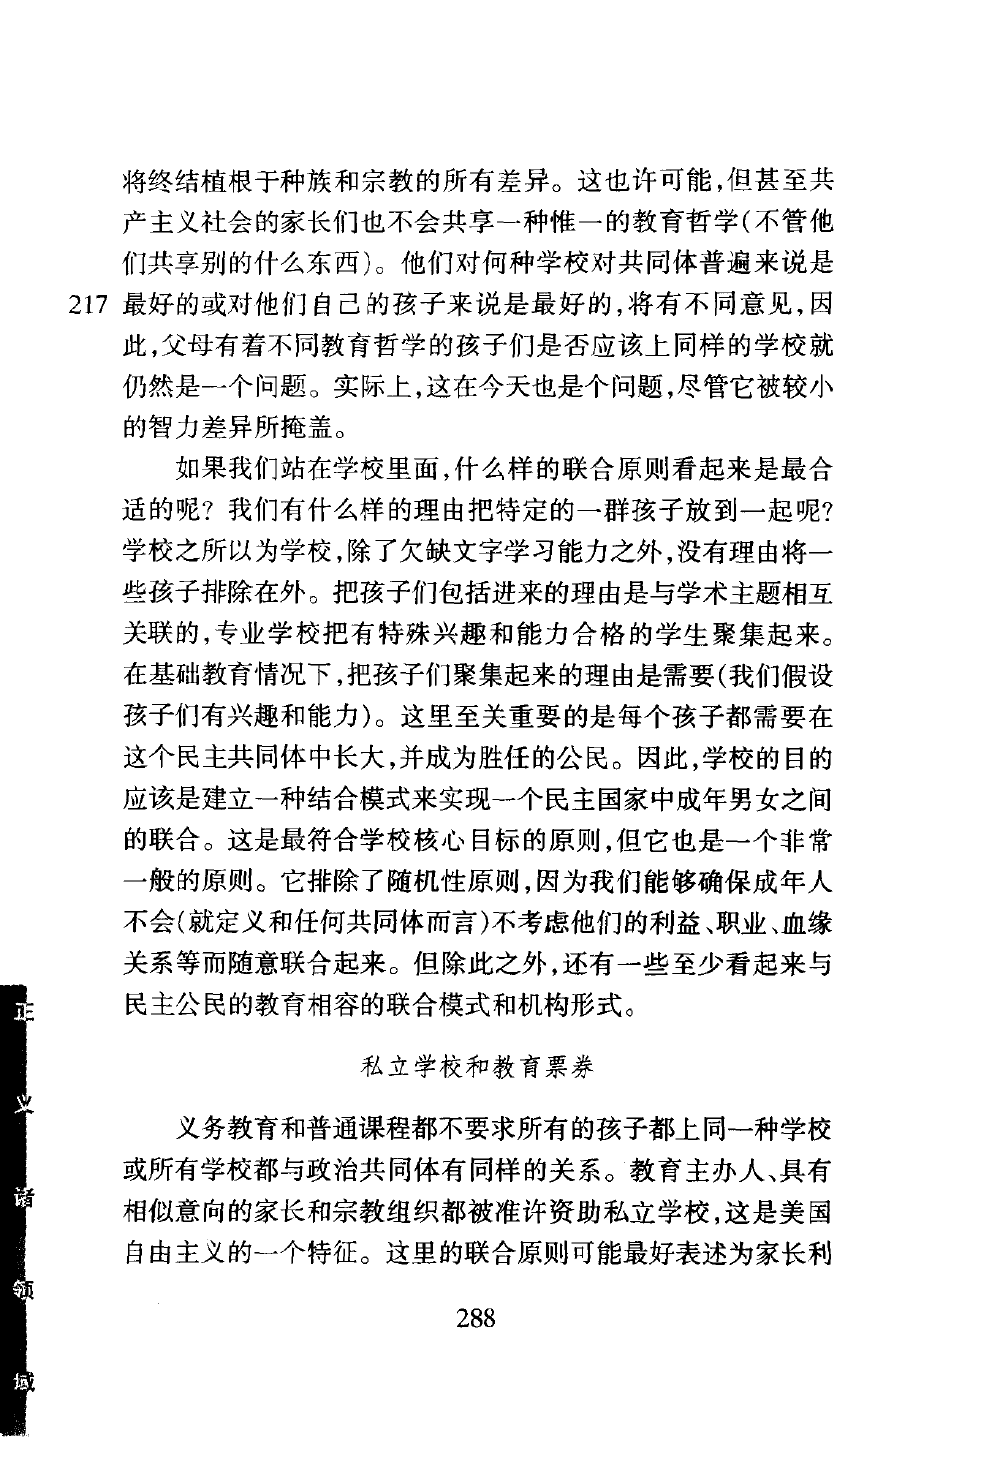 将终结植根于种族和宗教的所有差异。这也许可能,但甚至共
产主义社会的家长们也不会共享一种惟一的教育哲学(不管他
们共享别的什么东西)。他们对何种学校对共同体普遍来说是
217 最好的或对他们自己的孩子来说是最好的,将有不同意见,因
此,父母有着不同教育哲学的孩子们是否应该上同样的学校就
仍然是一个问题。实际上,这在今天也是个问题,尽管它被较小
的智力差异所掩盖。
如果我们站在学校里面,什么样的联合原则看起来是最合
适的呢?我们有什么样的理由把特定的一群孩子放到一起呢?
学校之所以为学校,除了欠缺文字学习能力之外,没有理由将一
些孩子排除在外。把孩子们包括进来的理由是与学术主题相互
关联的,专业学校把有特殊兴趣和能力合格的学生聚集起来。
在基础教育情况下,把孩子们聚集起来的理由是需要(我们假设
孩子们有兴趣和能力)。这里至关重要的是每个孩子都需要在
这个民主共同体中长大,并成为胜任的公民。因此,学校的目的
应该是建立一种结合模式来实现一个民主国家中成年男女之间
的联合。这是最符合学校核心目标的原则,但它也是一个非常
一般的原则。它排除了随机性原则,因为我们能够确保成年人
不会(就定义和任何共同体而言)不考虑他们的利益、职业、血缘
关系等而随意联合起来。但除此之外,还有一些至少看起来与
民主公民的教育相容的联合模式和机构形式。
私立学校和教育票券
义务教育和普通课程都不要求所有的孩子都上同一种学校
或所有学校都与政治共同体有同样的关系。教育主办人、具有
相似意向的家长和宗教组织都被准许资助私立学校,这是美国
自由主义的一个特征。这里的联合原则可能最好表述为家长利
288
正
义
诸
领
域